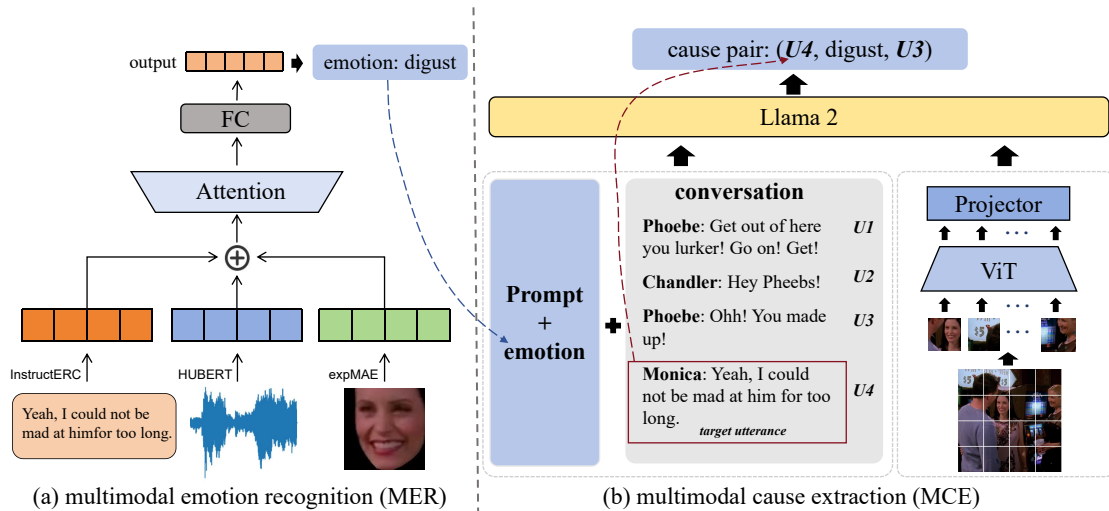 output
emotion: digust
FC
Attention
InstructERC
HUBERT
expMAE
Yeah, I could not be
mad at himfor too long.
(a) multimodal emotion recognition (MER)
cause pair: (U4, digust, U3)
Llama 2
Prompt
+
emotion
conversation
Phoebe: Get out of here
you lurker! Go on! Get!
U1
Chandler: Hey Pheebs!
U2
Phoebe: Ohh! You made
up!
U3
Monica: Yeah, I could
not be mad at him for too
long.
U4
target utterance
Projector
ViT
(b) multimodal cause extraction (MCE)